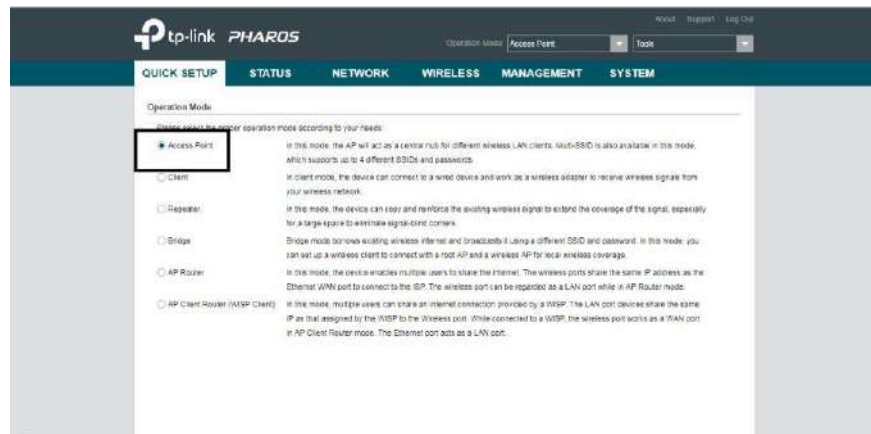 About Support Log Out
tp-link PHAROS
Operation Mode: Access Point Tools
QUICK SETUP STATUS NETWORK WIRELESS MANAGEMENT SYSTEM
Operation Mode
Please select the proper operation mode according to your needs:
Access Point In this mode, the AP will act as a central hub for different wireless LAN clients. Multi-SSID is also available in this mode,
which supports up to 4 different SSIDs and passwords.
Client In client mode, the device can connect to a wired device and work as a wireless adapter to receive wireless signals from
your wireless network.
Repeater In this mode, the device can copy and reinforce the existing wireless signal to extend the coverage of the signal, especially
for a large space to eliminate signal-blind corners.
Bridge Bridge mode borrows existing wireless internet and broadcasts it using a different SSID and password. In this mode, you
can set up a wireless client to connect with a root AP and a wireless AP for local wireless coverage.
AP Router In this mode, the device enables multiple users to share the Internet. The wireless ports share the same IP address as the
Ethernet WAN port to connect to the ISP. The wireless port can be regarded as a LAN port while in AP Router mode.
AP Client Router (WISP Client) In this mode, multiple users can share an internet connection provided by a WISP. The LAN port devices share the same
IP as that assigned by the WISP to the Wireless port. While connected to a WISP, the wireless port works as a WAN port
in AP Client Router mode. The Ethernet port acts as a LAN port.